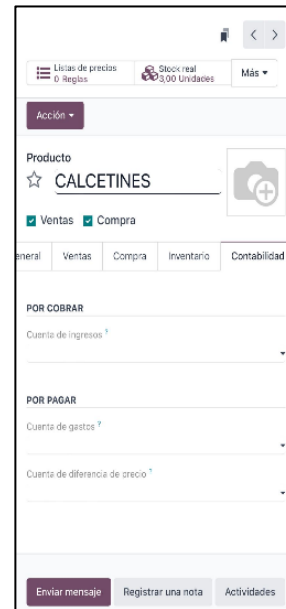 Listas de precios
0 Reglas
Stock real
3,00 Unidades
Más
Acción
Producto
CALCETINES
Ventas Compra
eneral Ventas Compra Inventario Contabilidad
POR COBRAR
Cuenta de ingresos ?
POR PAGAR
Cuenta de gastos ?
Cuenta de diferencia de precio ?
Enviar mensaje Registrar una nota Actividades